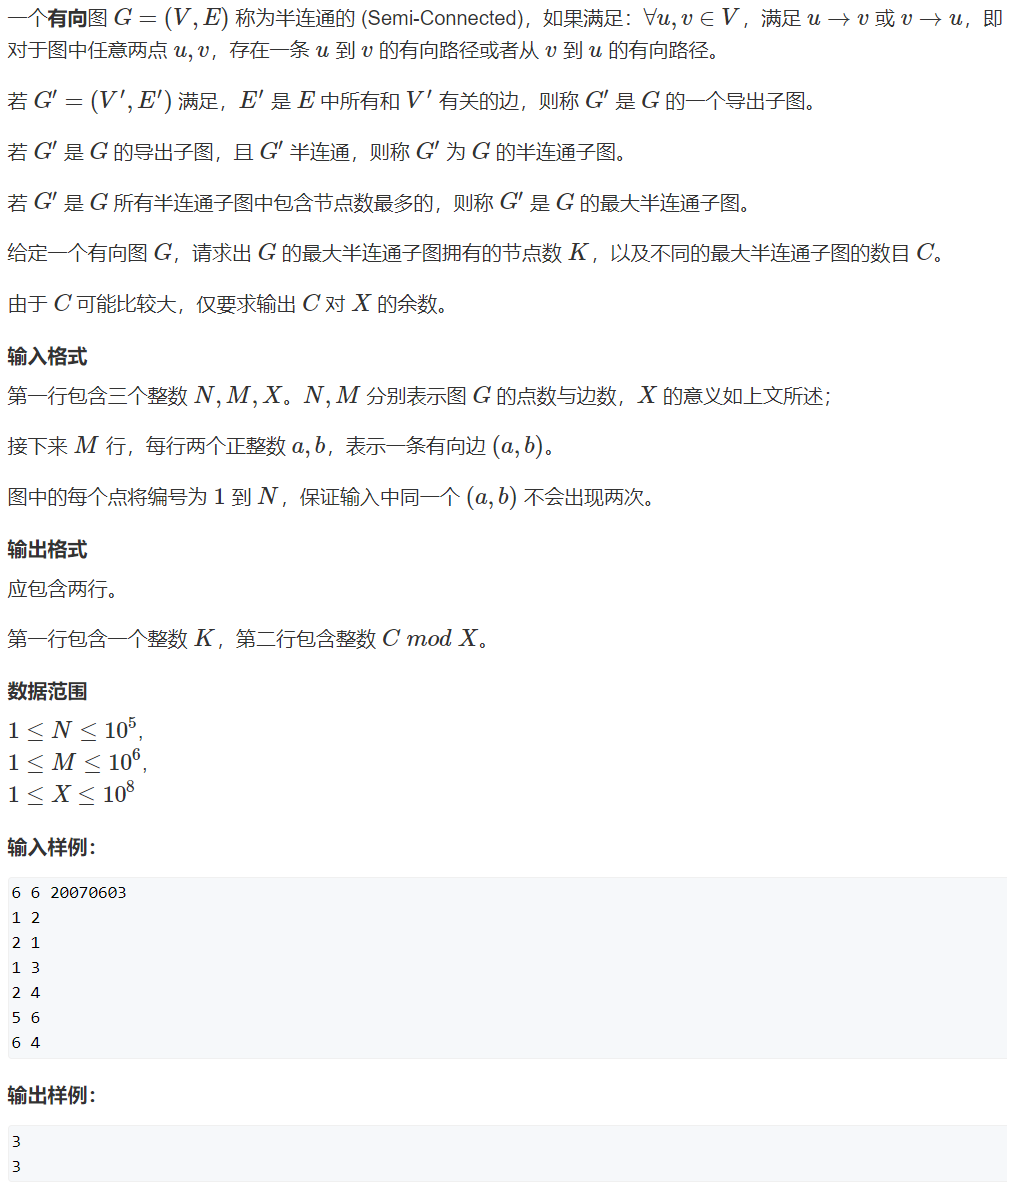 一个有向图 G = (V, E) 称为半连通的 (Semi-Connected)，如果满足：∀u, v ∈ V，满足 u → v 或 v → u，即
对于图中任意两点 u, v，存在一条 u 到 v 的有向路径或者从 v 到 u 的有向路径。
若 G′ = (V′, E′) 满足，E′ 是 E 中所有和 V′ 有关的边，则称 G′ 是 G 的一个导出子图。
若 G′ 是 G 的导出子图，且 G′ 半连通，则称 G′ 为 G 的半连通子图。
若 G′ 是 G 所有半连通子图中包含节点数最多的，则称 G′ 是 G 的最大半连通子图。
给定一个有向图 G，请求出 G 的最大半连通子图拥有的节点数 K，以及不同的最大半连通子图的数目 C。
由于 C 可能比较大，仅要求输出 C 对 X 的余数。
输入格式
第一行包含三个整数 N, M, X。N, M 分别表示图 G 的点数与边数，X 的意义如上文所述；
接下来 M 行，每行两个正整数 a, b，表示一条有向边 (a, b)。
图中的每个点将编号为 1 到 N，保证输入中同一个 (a, b) 不会出现两次。
输出格式
应包含两行。
第一行包含一个整数 K，第二行包含整数 C mod X。
数据范围
1 ≤ N ≤ 10⁵,
1 ≤ M ≤ 10⁶,
1 ≤ X ≤ 10⁸
输入样例：
6 6 20070603
1 2
2 1
1 3
2 4
5 6
6 4
输出样例：
3
3